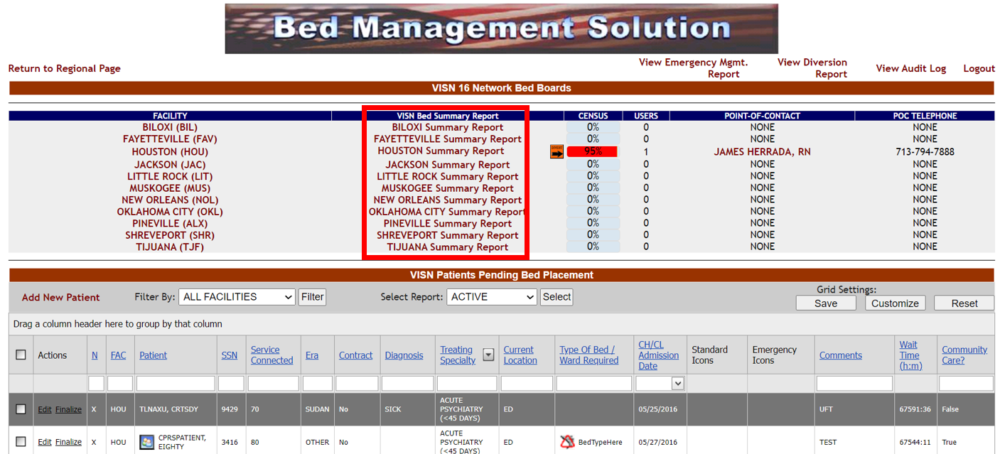 Bed Management Solution
Return to Regional Page
View Emergency Mgmt. Report
View Diversion Report
View Audit Log
Logout
VISN 16 Network Bed Boards
FACILITY VISN Bed Summary Report CENSUS USERS POINT-OF-CONTACT POC TELEPHONE
BILOXI (BIL) BILOXI Summary Report 0% 0 NONE NONE
FAYETTEVILLE (FAV) FAYETTEVILLE Summary Report 0% 0 NONE NONE
HOUSTON (HOU) HOUSTON Summary Report 95% 1 JAMES HERRADA, RN 713-794-7888
JACKSON (JAC) JACKSON Summary Report 0% 0 NONE NONE
LITTLE ROCK (LIT) LITTLE ROCK Summary Report 0% 0 NONE NONE
MUSKOGEE (MUS) MUSKOGEE Summary Report 0% 0 NONE NONE
NEW ORLEANS (NOL) NEW ORLEANS Summary Report 0% 0 NONE NONE
OKLAHOMA CITY (OKL) OKLAHOMA CITY Summary Report 0% 0 NONE NONE
PINEVILLE (ALX) PINEVILLE Summary Report 0% 0 NONE NONE
SHREVEPORT (SHR) SHREVEPORT Summary Report 0% 0 NONE NONE
TIJUANA (TJF) TIJUANA Summary Report 0% 0 NONE NONE
VISN Patients Pending Bed Placement
Add New Patient Filter By: ALL FACILITIES Filter Select Report: ACTIVE Select Grid Settings:
Save Customize Reset
Drag a column header here to group by that column
Actions N FAC Patient SSN Service Connected Era Contract Diagnosis Treating Specialty Current Location Type Of Bed / Ward Required CH/CL Admission Date Standard Icons Emergency Icons Comments Wait Time (h:m) Community Care?
Edit Finalize X HOU TLNAXU, CRTSDY 9429 70 SUDAN No SICK ACUTE PSYCHIATRY (<45 DAYS) ED 05/25/2016 UFT 67591:36 False
Edit Finalize X HOU CPRSPATIENT, EIGHTY 3416 80 OTHER No ACUTE PSYCHIATRY (<45 DAYS) ED BedTypeHere 05/27/2016 TEST 67544:11 True